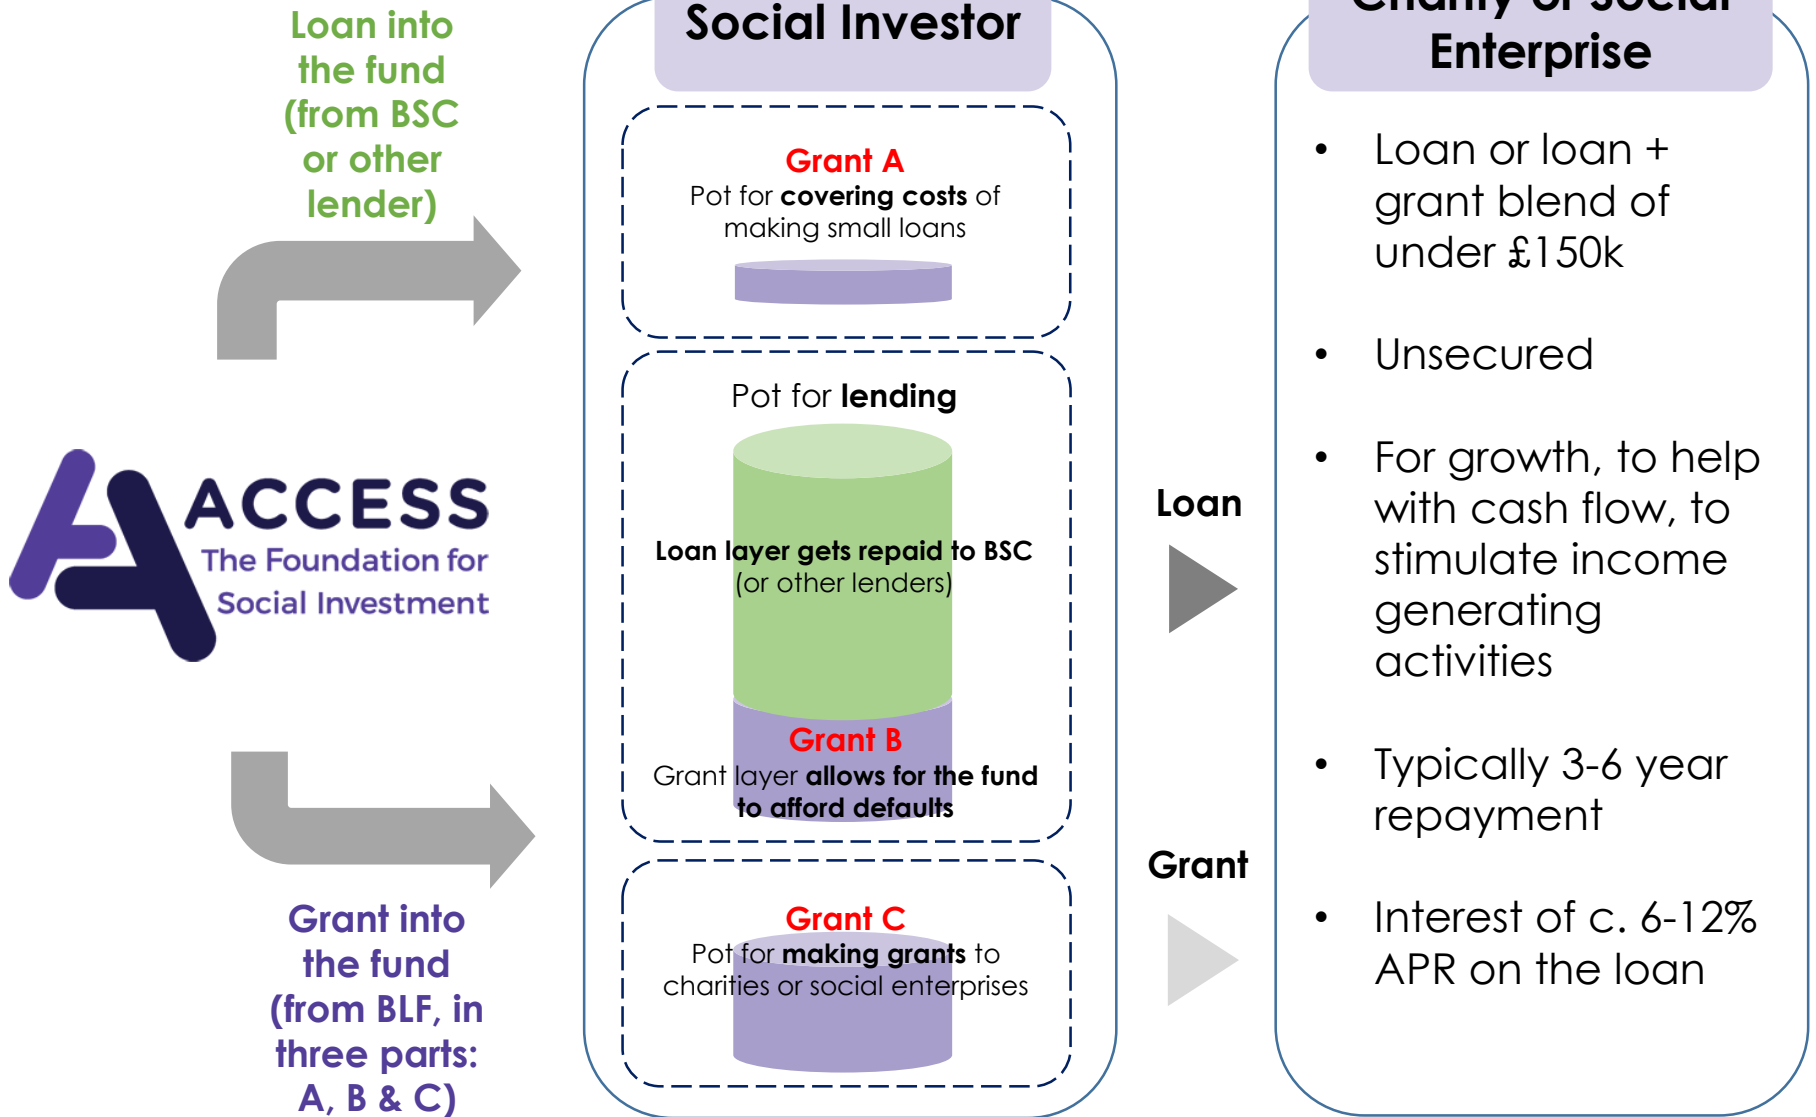 Loan into
the fund
(from BSC
or other
lender)
ACCESS
The Foundation for
Social Investment
Grant into
the fund
(from BLF, in
three parts:
A, B & C)
Social Investor
Grant A
Pot for covering costs of
making small loans
Pot for lending
Loan layer gets repaid to BSC
(or other lenders)
Grant B
Grant layer allows for the fund
to afford defaults
Grant C
Pot for making grants to
charities or social enterprises
Loan
Grant
Charity or Social
Enterprise
• Loan or loan +
grant blend of
under £150k
• Unsecured
• For growth, to help
with cash flow, to
stimulate income
generating
activities
• Typically 3-6 year
repayment
• Interest of c. 6-12%
APR on the loan